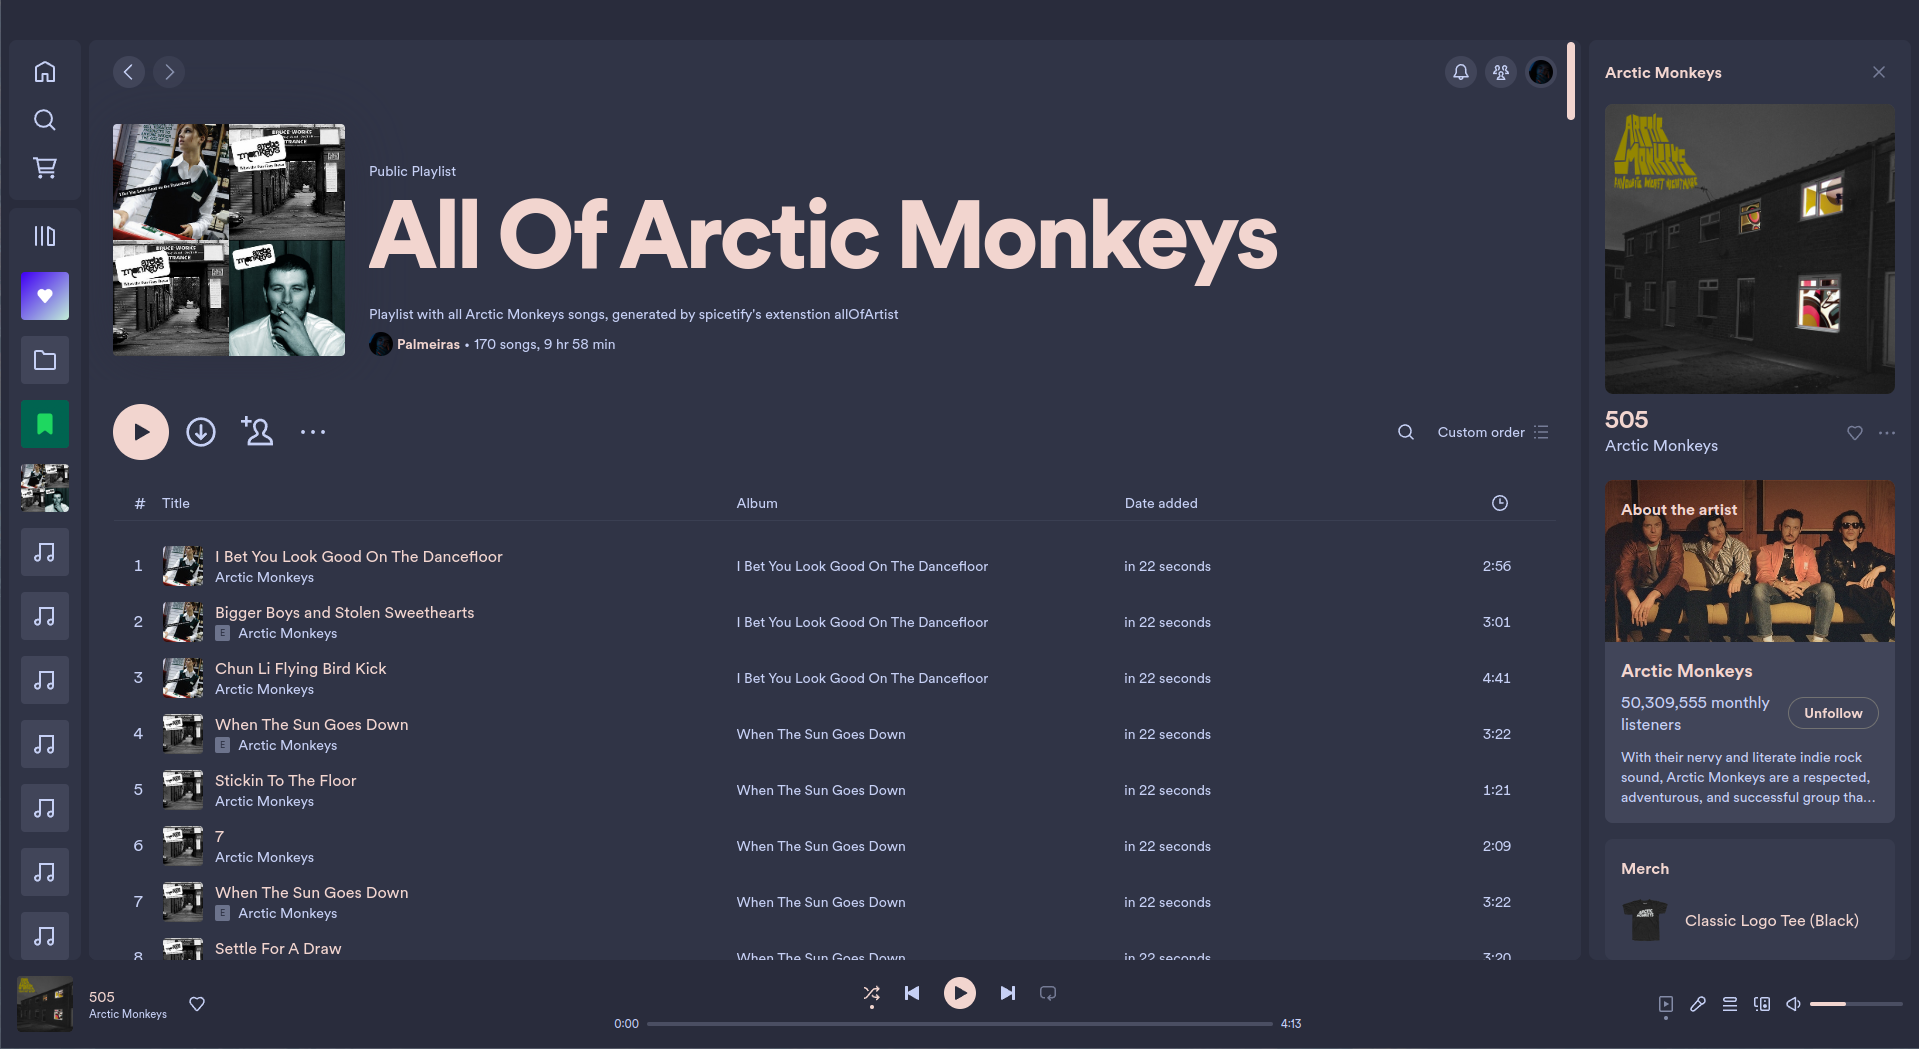 Public Playlist
All Of Arctic Monkeys
Playlist with all Arctic Monkeys songs, generated by spicetify's extenstion allOfArtist
Palmeiras • 170 songs, 9 hr 58 min
Custom order
# Title Album Date added
1 I Bet You Look Good On The Dancefloor I Bet You Look Good On The Dancefloor in 22 seconds 2:56
Arctic Monkeys
2 Bigger Boys and Stolen Sweethearts I Bet You Look Good On The Dancefloor in 22 seconds 3:01
E Arctic Monkeys
3 Chun Li Flying Bird Kick I Bet You Look Good On The Dancefloor in 22 seconds 4:41
Arctic Monkeys
4 When The Sun Goes Down When The Sun Goes Down in 22 seconds 3:22
E Arctic Monkeys
5 Stickin To The Floor When The Sun Goes Down in 22 seconds 1:21
Arctic Monkeys
6 7 When The Sun Goes Down in 22 seconds 2:09
Arctic Monkeys
7 When The Sun Goes Down When The Sun Goes Down in 22 seconds 3:22
E Arctic Monkeys
8 Settle For A Draw When The Sun Goes Down in 22 seconds 3:20
Arctic Monkeys
ARCTIC
MONKEYS
FAVOURITE WORST NIGHTMARE
505
Arctic Monkeys
About the artist
Arctic Monkeys
50,309,555 monthly
listeners
Unfollow
With their nervy and literate indie rock
sound, Arctic Monkeys are a respected,
adventurous, and successful group tha...
Merch
Classic Logo Tee (Black)
505
Arctic Monkeys
0:00 4:13